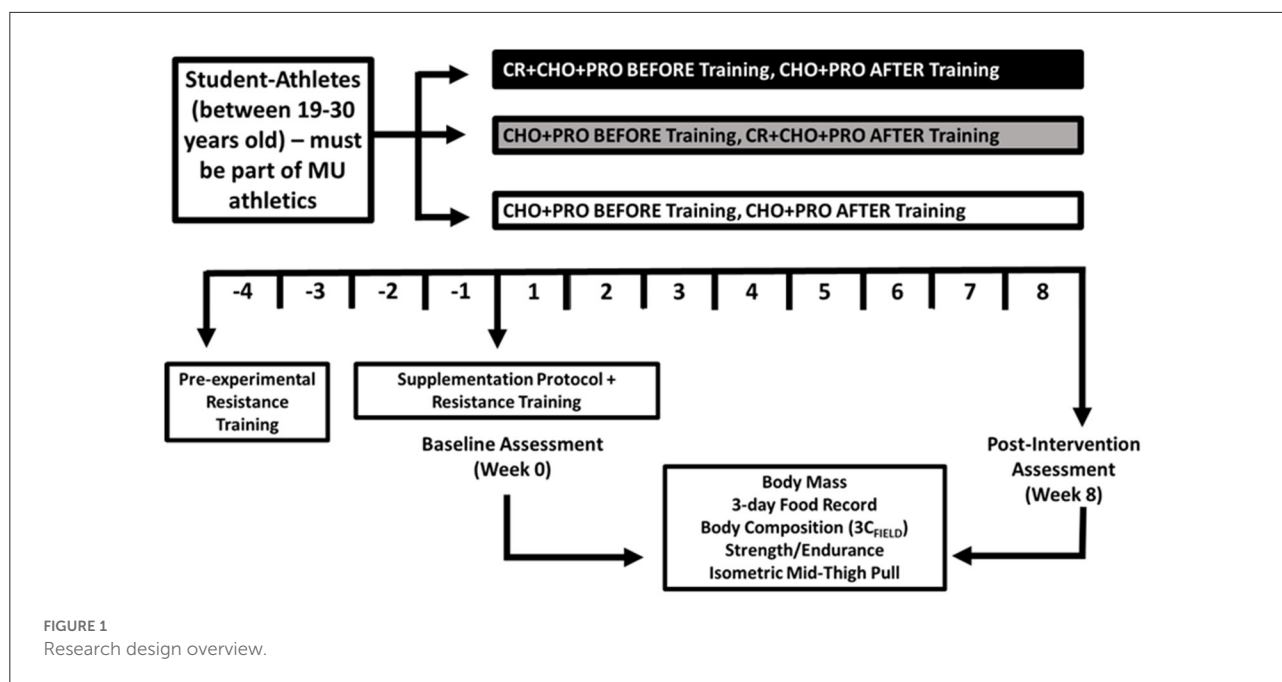 Student-Athletes
(between 19-30
years old) – must
be part of MU
athletics
CR+CHO+PRO BEFORE Training, CHO+PRO AFTER Training
CHO+PRO BEFORE Training, CR+CHO+PRO AFTER Training
CHO+PRO BEFORE Training, CHO+PRO AFTER Training
-4 -3 -2 -1 1 2 3 4 5 6 7 8
Pre-experimental
Resistance
Training
Supplementation Protocol +
Resistance Training
Baseline Assessment
(Week 0)
Body Mass
3-day Food Record
Body Composition (3CFIELD)
Strength/Endurance
Isometric Mid-Thigh Pull
Post-Intervention
Assessment
(Week 8)
FIGURE 1
Research design overview.